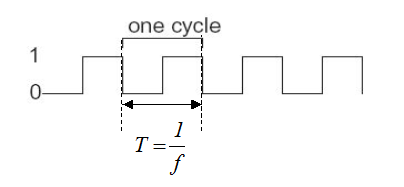 one cycle
1
0
T = 1/f